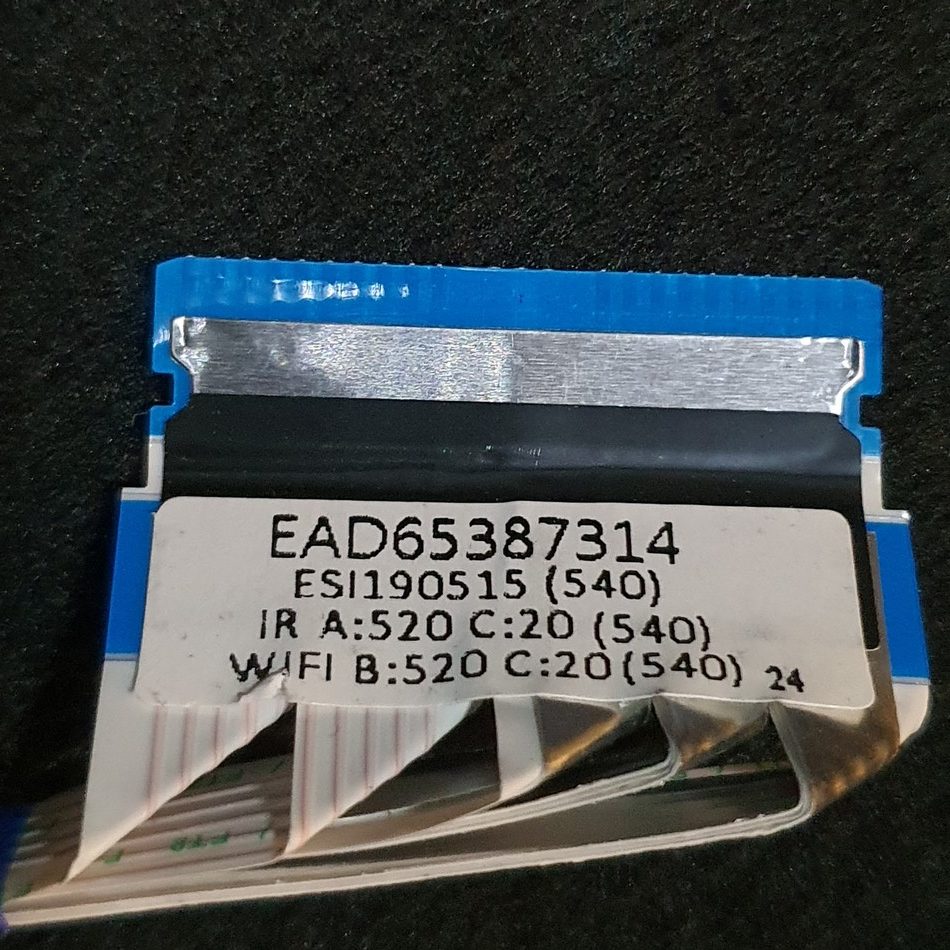 EAD65387314
ESI190515 (540)
IR A:520 C:20 (540)
WIFI B:520 C:20 (540) 24